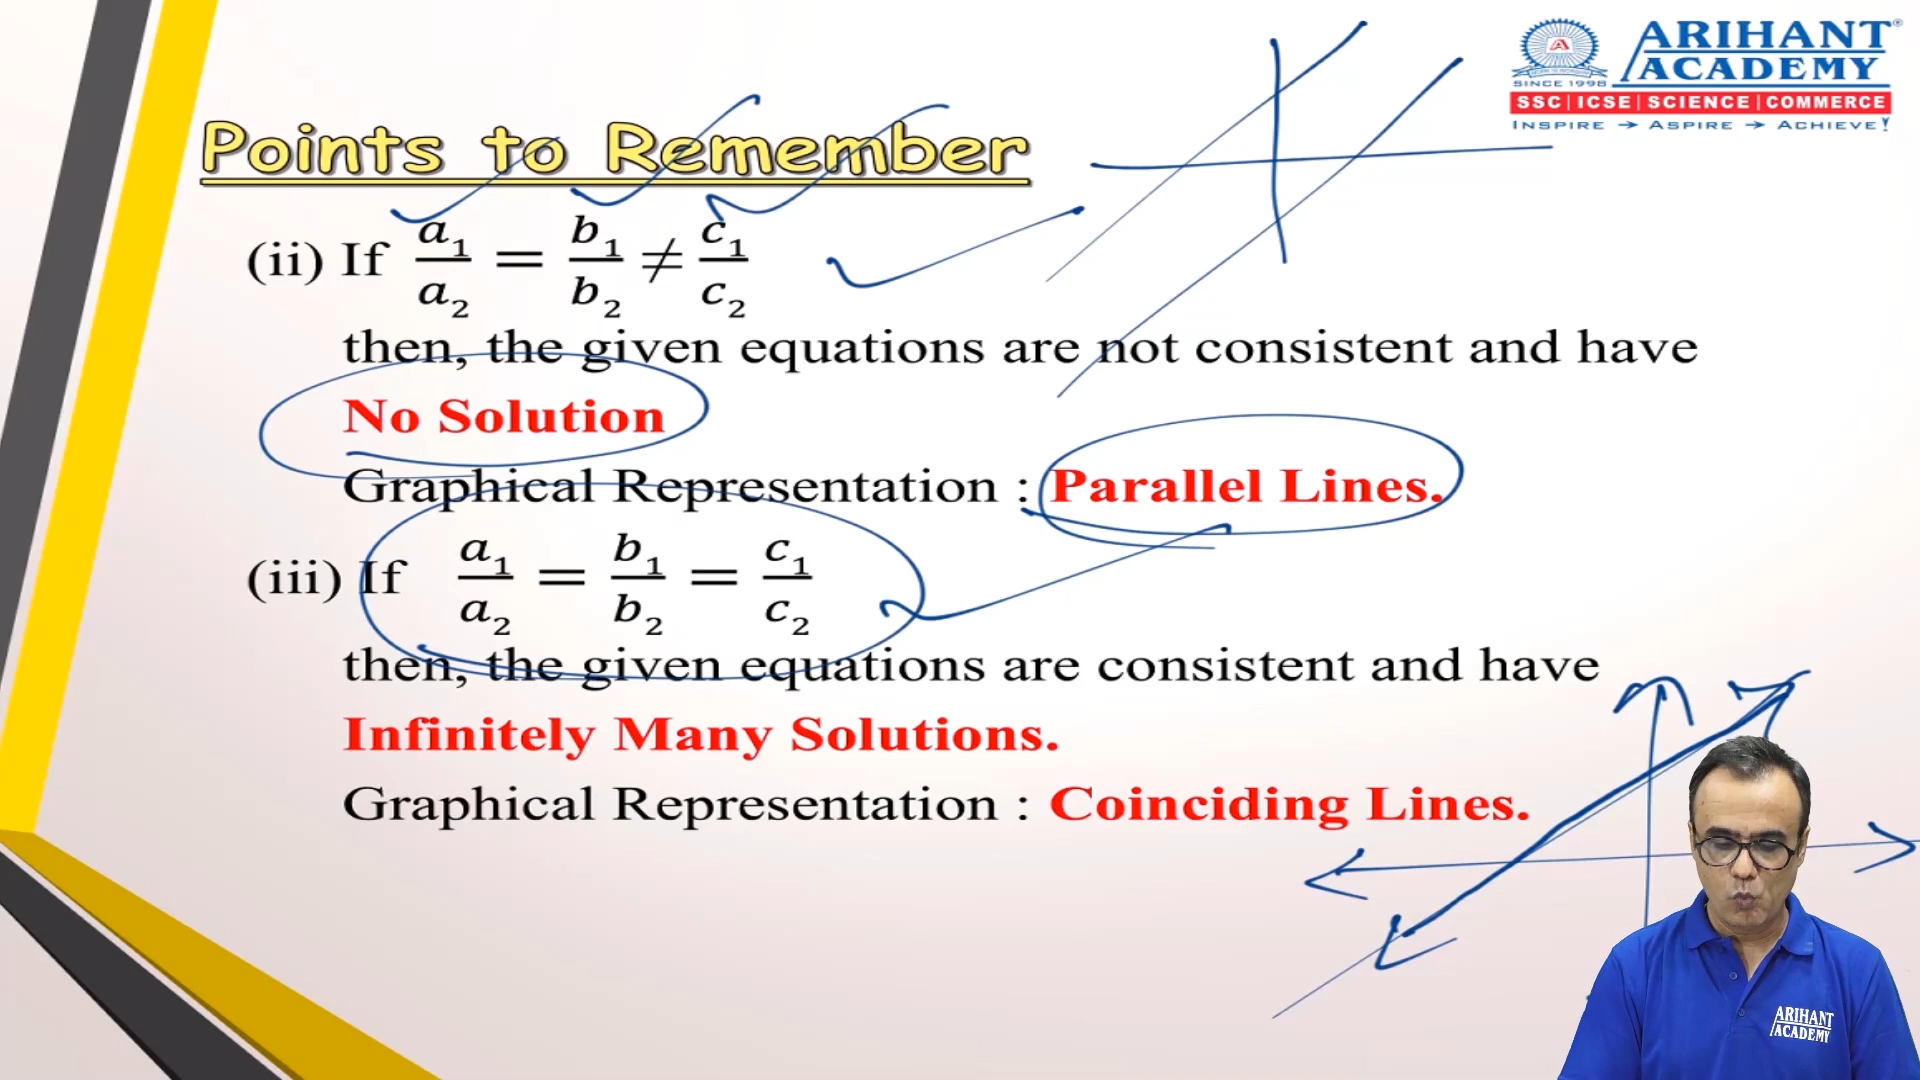 ARIHANT
ACADEMY
SINCE 1998
SSC | ICSE | SCIENCE | COMMERCE
INSPIRE → ASPIRE → ACHIEVE!
Points to Remember
(ii) If a₁/a₂ = b₁/b₂ ≠ c₁/c₂
then, the given equations are not consistent and have
No Solution
Graphical Representation : Parallel Lines.
(iii) If a₁/a₂ = b₁/b₂ = c₁/c₂
then, the given equations are consistent and have
Infinitely Many Solutions.
Graphical Representation : Coinciding Lines.
ARIHANT
ACADEMY